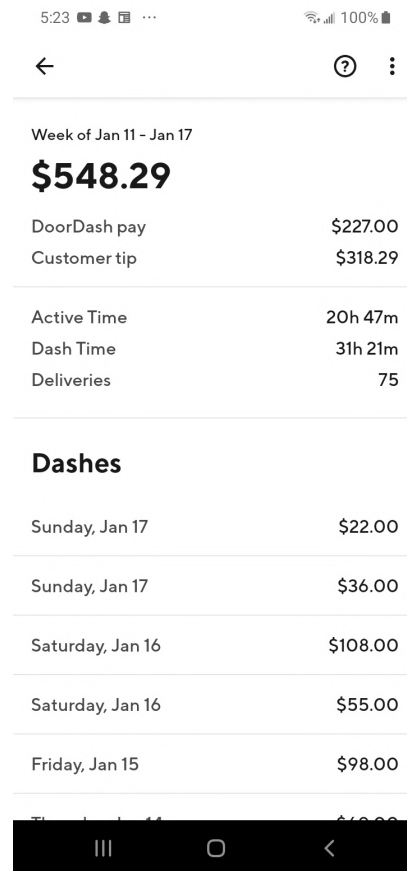 5:23 100%
Week of Jan 11 - Jan 17
$548.29
DoorDash pay $227.00
Customer tip $318.29
Active Time 20h 47m
Dash Time 31h 21m
Deliveries 75
Dashes
Sunday, Jan 17 $22.00
Sunday, Jan 17 $36.00
Saturday, Jan 16 $108.00
Saturday, Jan 16 $55.00
Friday, Jan 15 $98.00